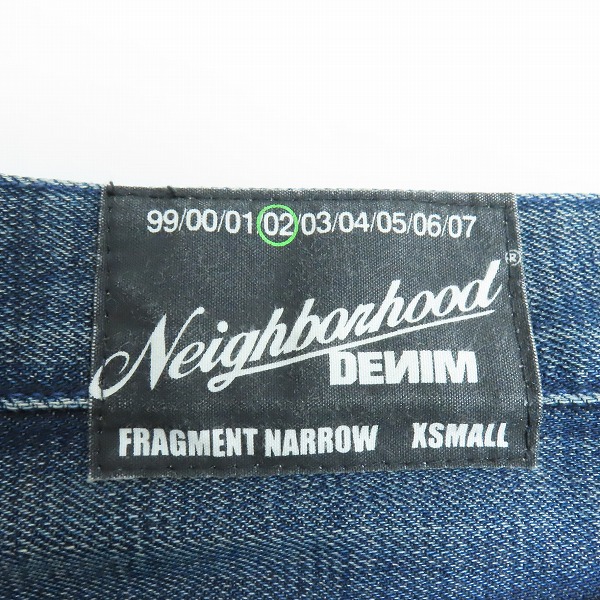 99/00/01/02/03/04/05/06/07
Neighborhood®
DENIM
FRAGMENT NARROW XSMALL